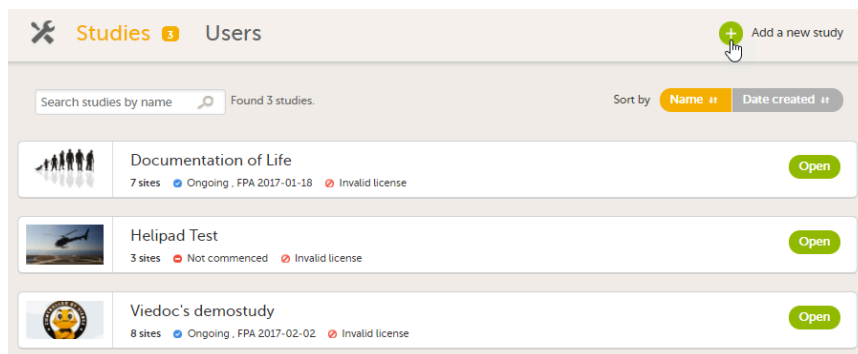 Studies 3 Users Add a new study
Search studies by name Found 3 studies. Sort by Name Date created
Documentation of Life
7 sites Ongoing , FPA 2017-01-18 Invalid license Open
Helipad Test
3 sites Not commenced Invalid license Open
Viedoc's demostudy
8 sites Ongoing , FPA 2017-02-02 Invalid license Open